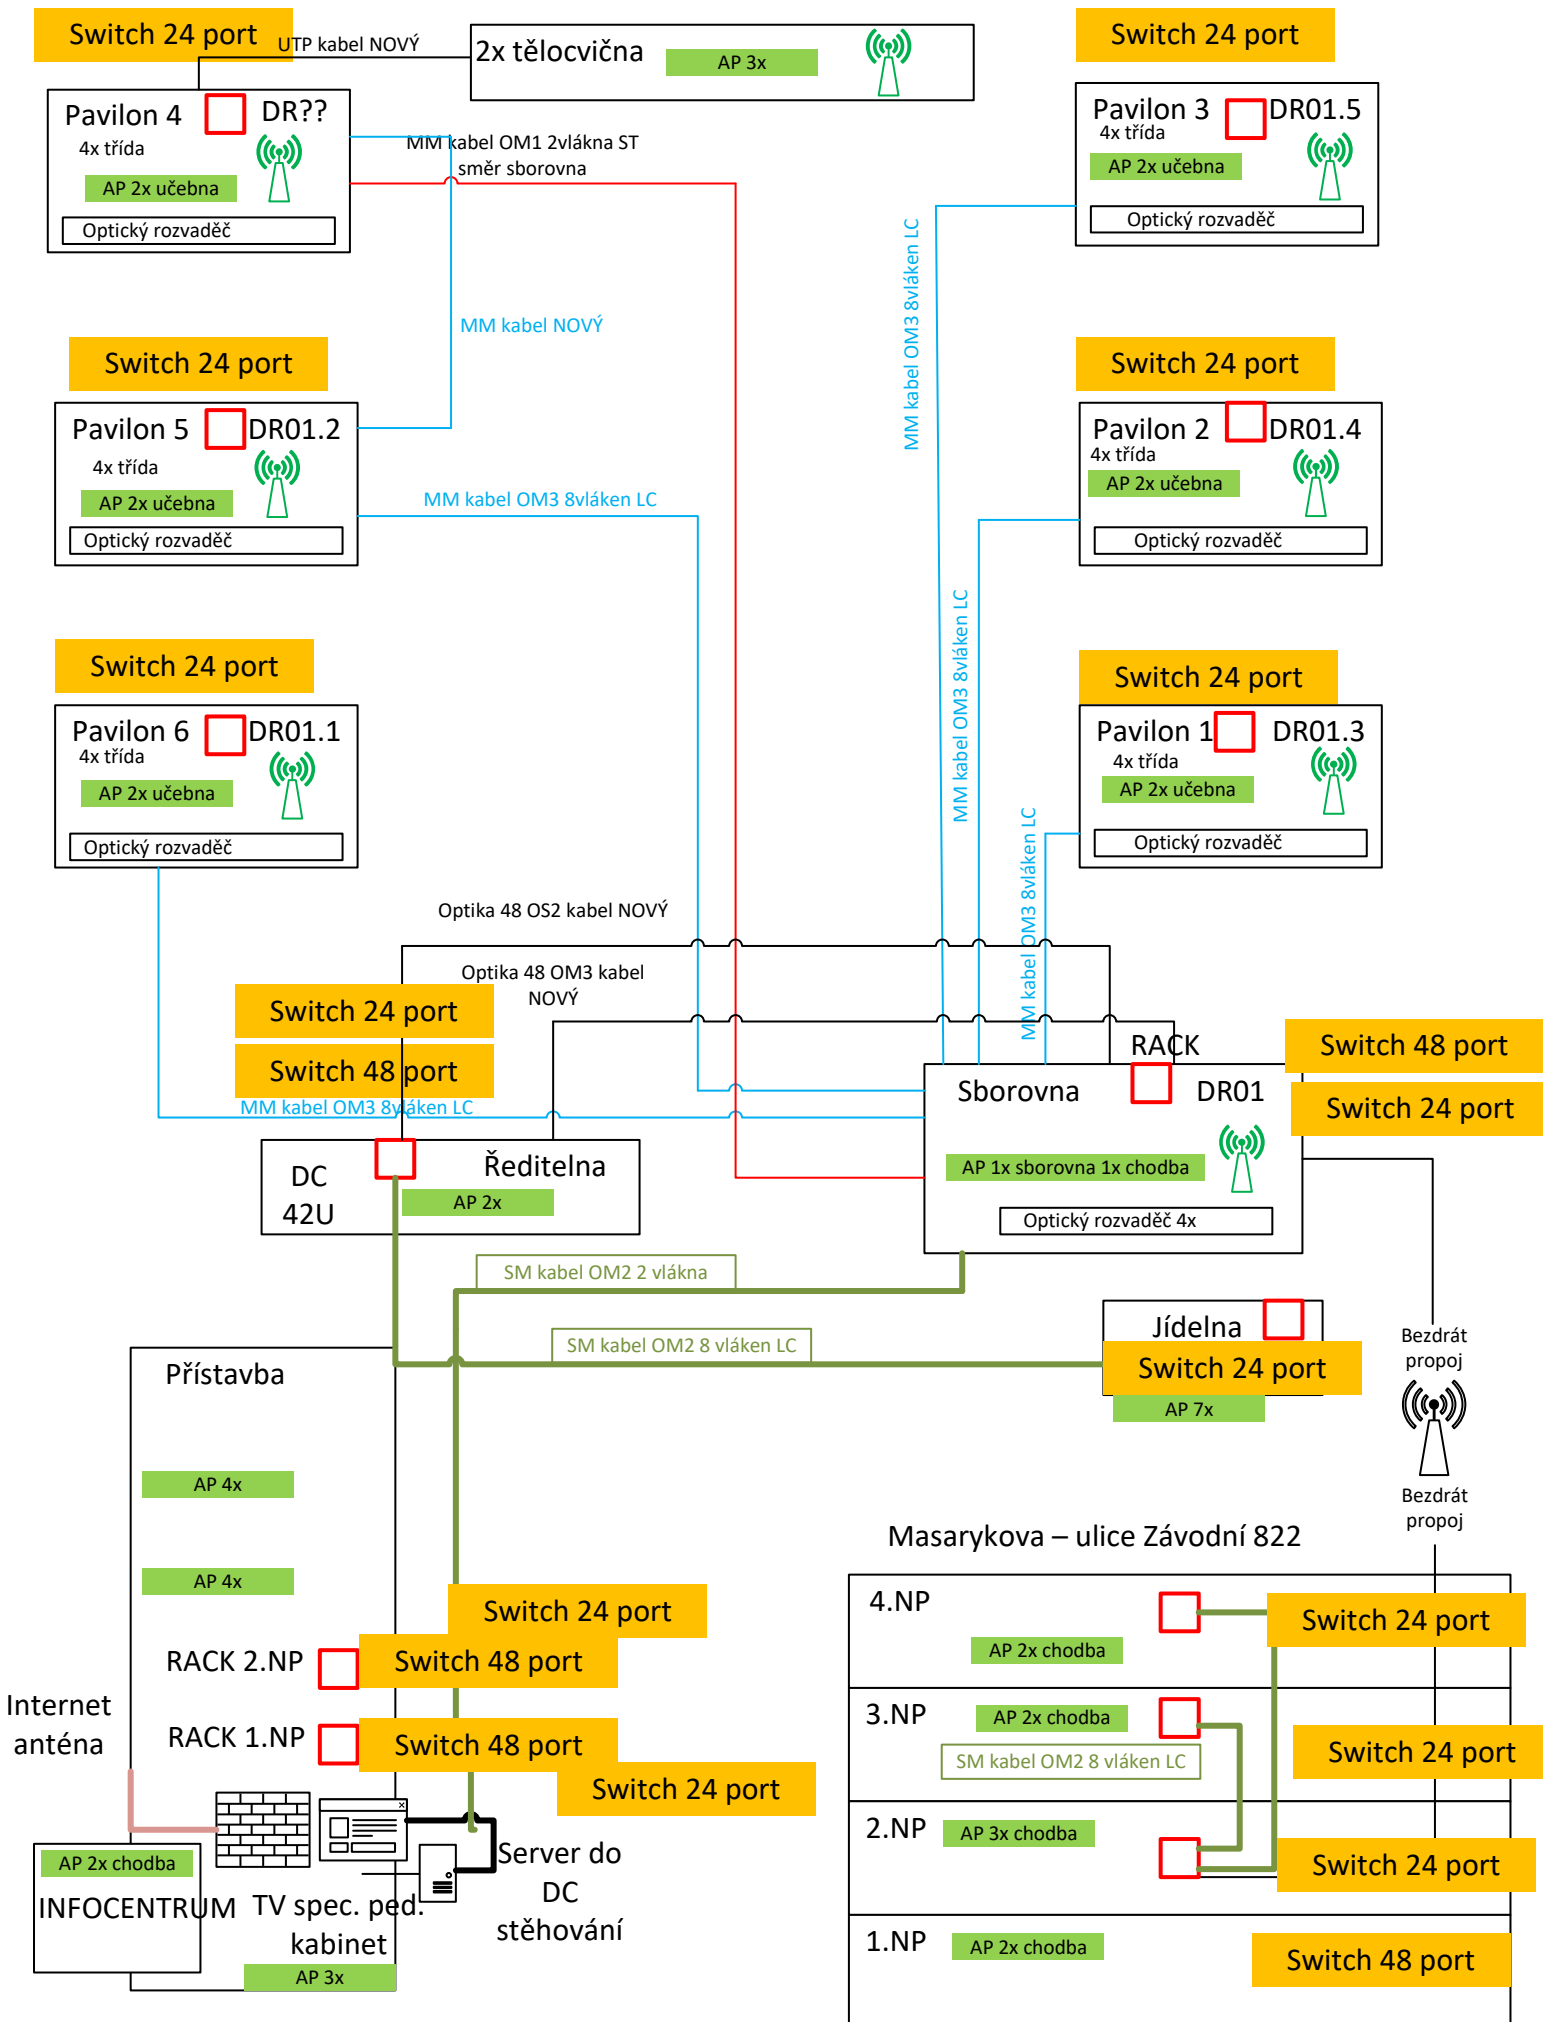 Switch 24 port
UTP kabel NOVÝ
2x tělocvična
AP 3x
Switch 24 port
Pavilon 4
DR??
4x třída
AP 2x učebna
Optický rozvaděč
MM kabel OM1 2vlákna ST
směr sborovna
Pavilon 3
DR01.5
4x třída
AP 2x učebna
Optický rozvaděč
MM kabel OM3 8vláken LC
MM kabel NOVÝ
Switch 24 port
Pavilon 5
DR01.2
4x třída
AP 2x učebna
Optický rozvaděč
MM kabel OM3 8vláken LC
Switch 24 port
Pavilon 2
DR01.4
4x třída
AP 2x učebna
Optický rozvaděč
MM kabel OM3 8vláken LC
Switch 24 port
Pavilon 6
DR01.1
4x třída
AP 2x učebna
Optický rozvaděč
Switch 24 port
Pavilon 1
DR01.3
4x třída
AP 2x učebna
Optický rozvaděč
MM kabel OM3 8vláken LC
Optika 48 OS2 kabel NOVÝ
Optika 48 OM3 kabel
NOVÝ
Switch 24 port
Switch 48 port
MM kabel OM3 8vláken LC
DC
42U
Ředitelna
AP 2x
RACK
Sborovna
DR01
Switch 48 port
Switch 24 port
AP 1x sborovna 1x chodba
Optický rozvaděč 4x
SM kabel OM2 2 vlákna
SM kabel OM2 8 vláken LC
Jídelna
Switch 24 port
AP 7x
Bezdrát
propoj
Bezdrát
propoj
Přístavba
AP 4x
AP 4x
Switch 24 port
RACK 2.NP
Switch 48 port
RACK 1.NP
Switch 48 port
Switch 24 port
Internet
anténa
AP 2x chodba
INFOCENTRUM
TV spec. ped.
kabinet
AP 3x
Server do
DC
stěhování
Masarykova – ulice Závodní 822
4.NP
AP 2x chodba
Switch 24 port
3.NP
AP 2x chodba
SM kabel OM2 8 vláken LC
Switch 24 port
2.NP
AP 3x chodba
Switch 24 port
1.NP
AP 2x chodba
Switch 48 port